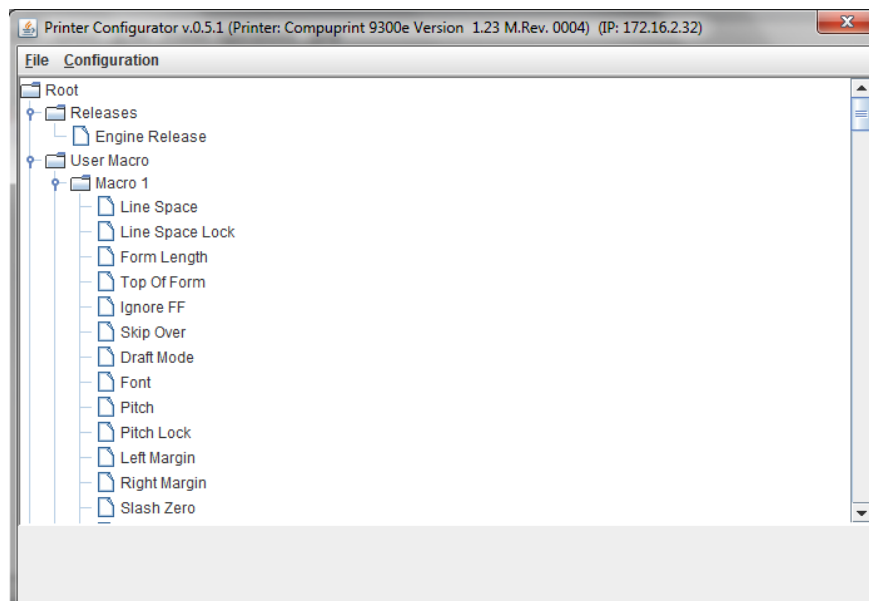 Printer Configurator v.0.5.1 (Printer: Compuprint 9300e Version 1.23 M.Rev. 0004) (IP: 172.16.2.32)
File Configuration
Root
Releases
Engine Release
User Macro
Macro 1
Line Space
Line Space Lock
Form Length
Top Of Form
Ignore FF
Skip Over
Draft Mode
Font
Pitch
Pitch Lock
Left Margin
Right Margin
Slash Zero